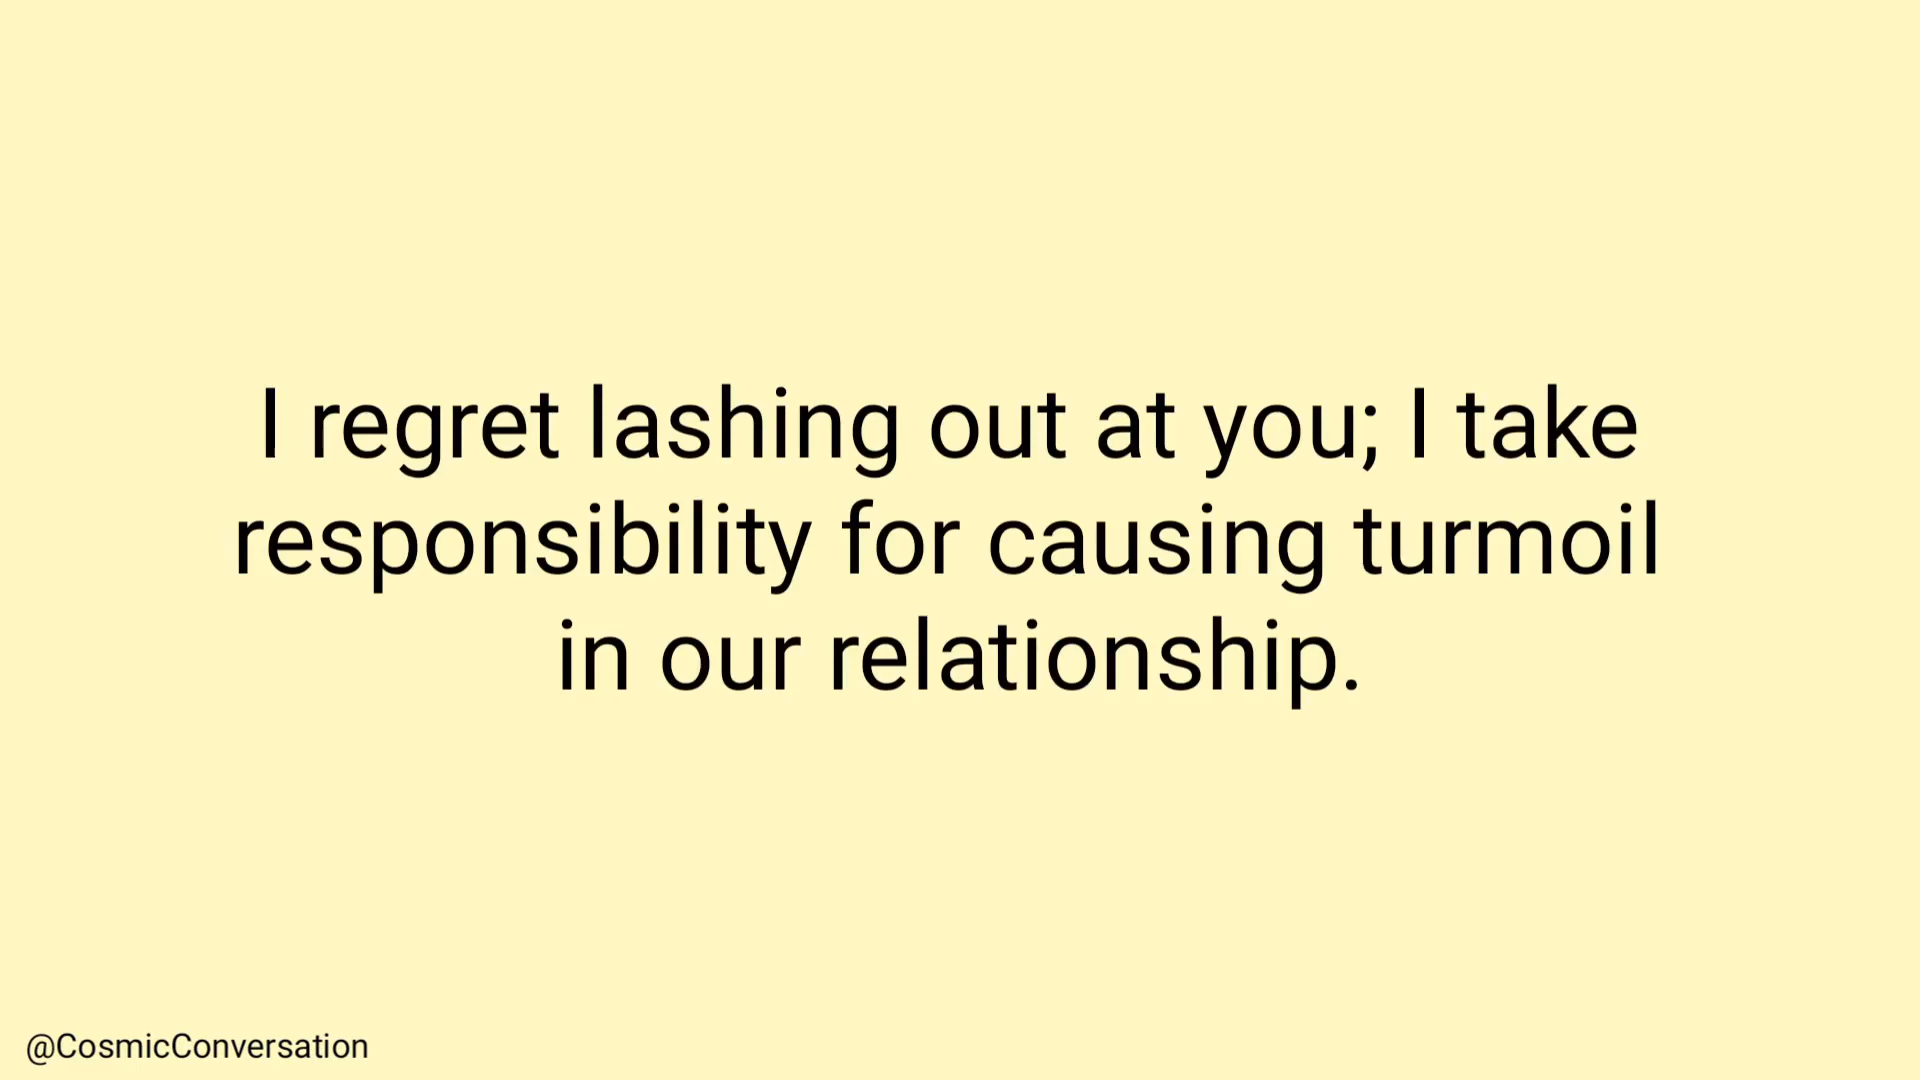 I regret lashing out at you; I take
responsibility for causing turmoil
in our relationship.
@CosmicConversation